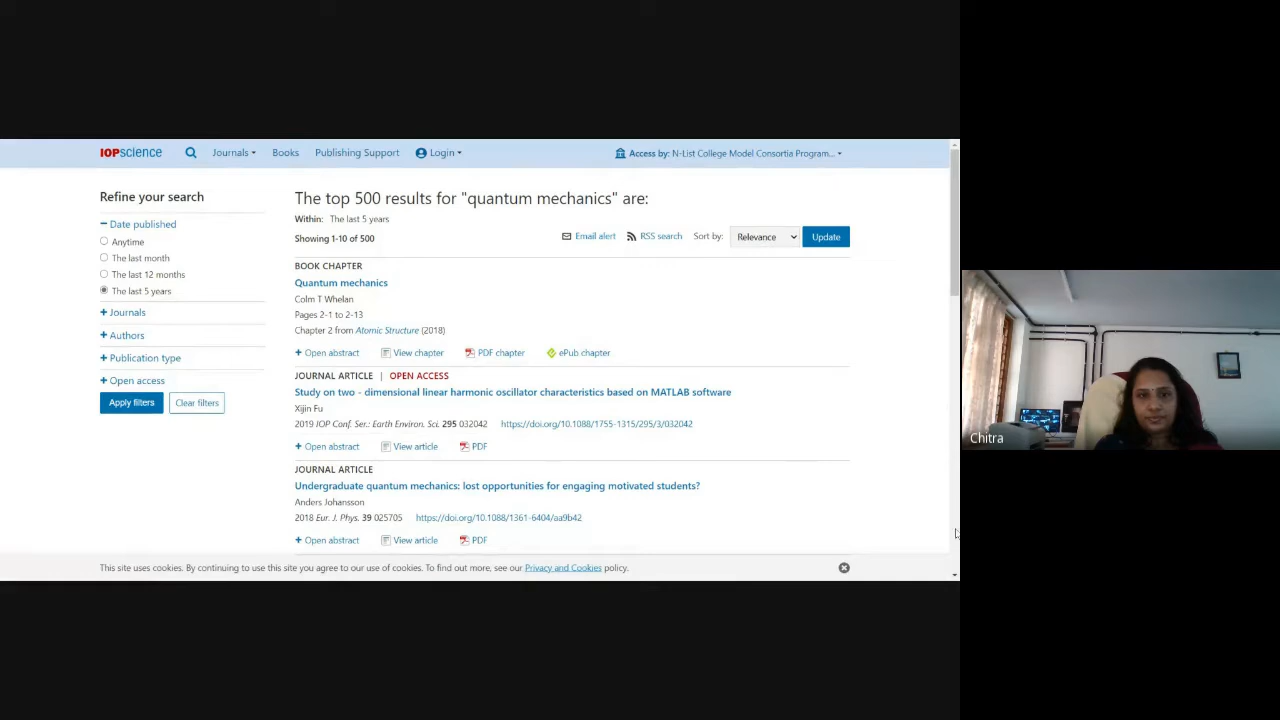 IOPscience Journals Books Publishing Support Login Access by: N-List College Model Consortia Program...
Refine your search
Date published
Anytime
The last month
The last 12 months
The last 5 years
Journals
Authors
Publication type
Open access
Apply filters Clear filters
The top 500 results for "quantum mechanics" are:
Within: The last 5 years
Showing 1-10 of 500
Email alert RSS search Sort by: Relevance Update
BOOK CHAPTER
Quantum mechanics
Colm T Whelan
Pages 2-1 to 2-13
Chapter 2 from Atomic Structure (2018)
+ Open abstract View chapter PDF chapter ePub chapter
JOURNAL ARTICLE | OPEN ACCESS
Study on two - dimensional linear harmonic oscillator characteristics based on MATLAB software
Xijin Fu
2019 IOP Conf. Ser.: Earth Environ. Sci. 295 032042 https://doi.org/10.1088/1755-1315/295/3/032042
+ Open abstract View article PDF
JOURNAL ARTICLE
Undergraduate quantum mechanics: lost opportunities for engaging motivated students?
Anders Johansson
2018 Eur. J. Phys. 39 025705 https://doi.org/10.1088/1361-6404/aa9b42
+ Open abstract View article PDF
This site uses cookies. By continuing to use this site you agree to our use of cookies. To find out more, see our Privacy and Cookies policy.
Chitra